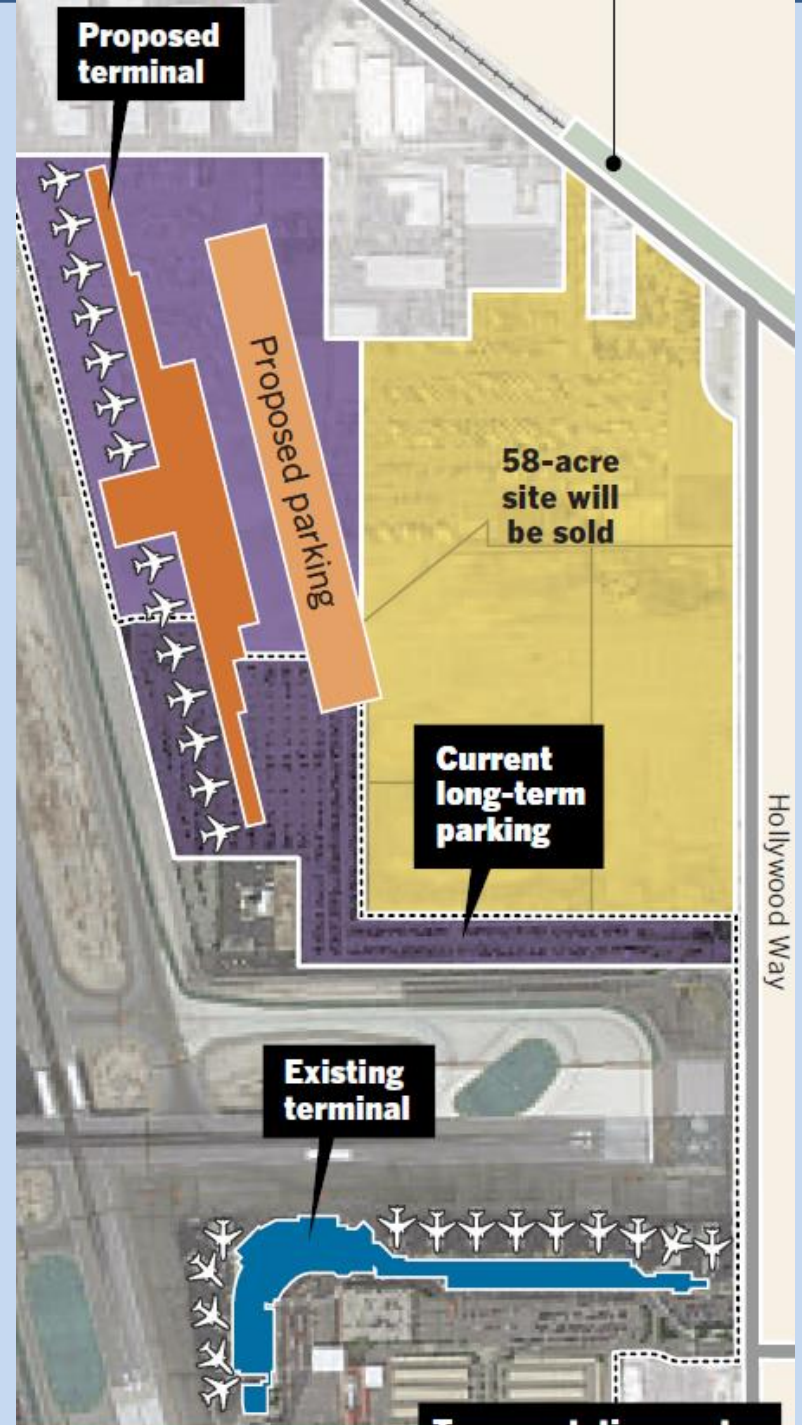 Proposed
terminal
Proposed parking
58-acre
site will
be sold
Current
long-term
parking
Hollywood Way
Existing
terminal